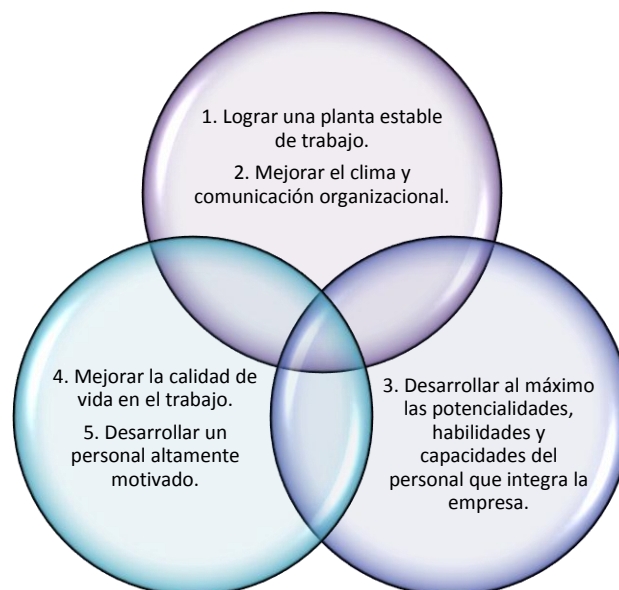 1. Lograr una planta estable
de trabajo.
2. Mejorar el clima y
comunicación organizacional.
4. Mejorar la calidad de
vida en el trabajo.
5. Desarrollar un
personal altamente
motivado.
3. Desarrollar al máximo
las potencialidades,
habilidades y
capacidades del
personal que integra la
empresa.